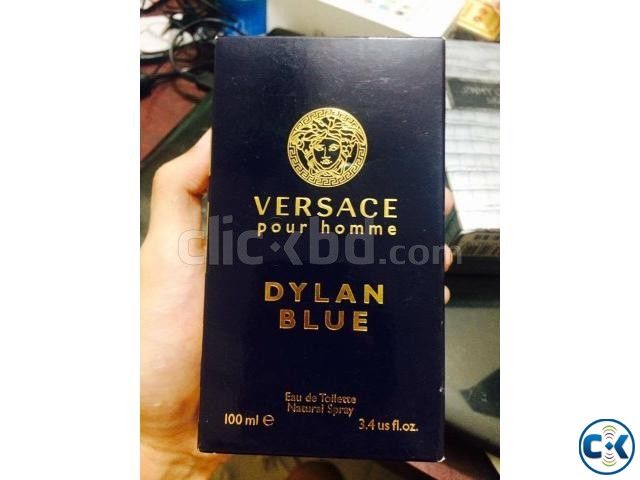 VERSACE
pour homme
clickbd.com
DYLAN
BLUE
Eau de Toilette
Natural Spray
100 ml e 3.4 us fl.oz.
CK